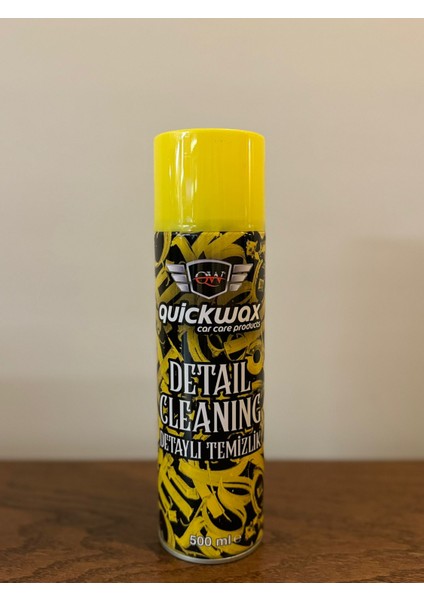 QW
quickwax
car care products
DETAIL
CLEANING
DETAYLI TEMİZLİK
500 ml e